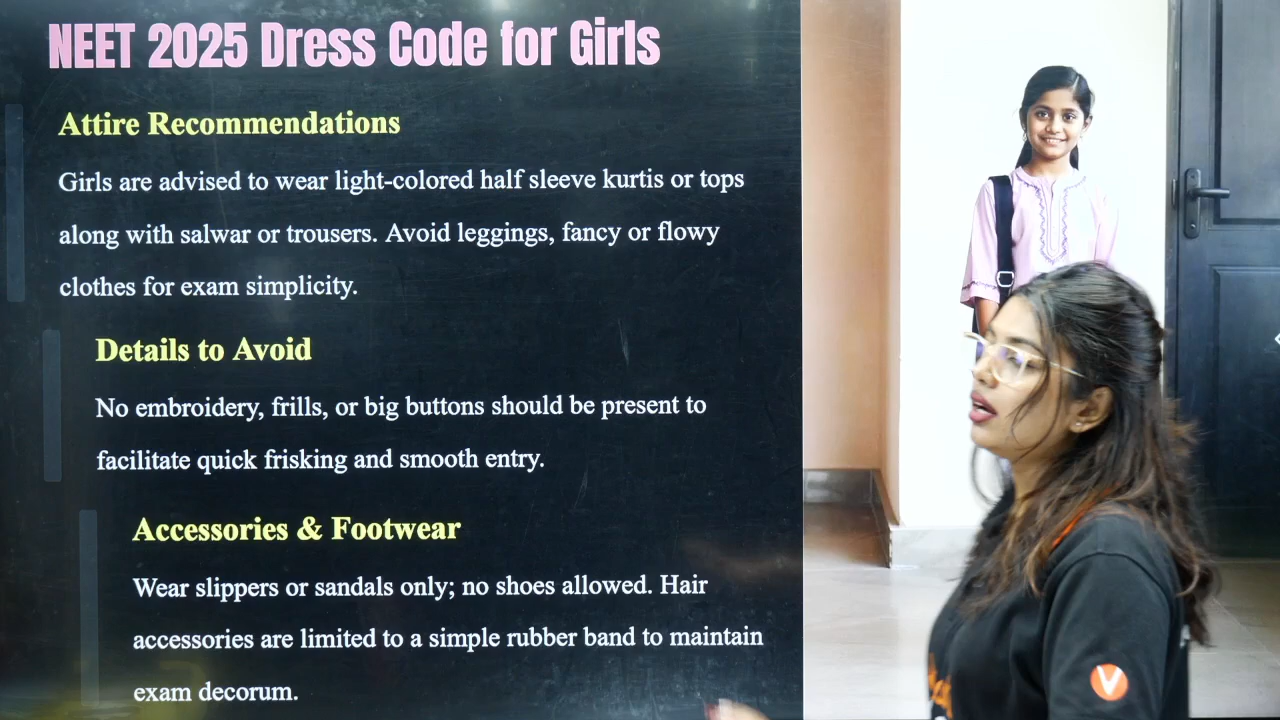 NEET 2025 Dress Code for Girls
Attire Recommendations
Girls are advised to wear light-colored half sleeve kurtis or tops
along with salwar or trousers. Avoid leggings, fancy or flowy
clothes for exam simplicity.
Details to Avoid
No embroidery, frills, or big buttons should be present to
facilitate quick frisking and smooth entry.
Accessories & Footwear
Wear slippers or sandals only; no shoes allowed. Hair
accessories are limited to a simple rubber band to maintain
exam decorum.
V